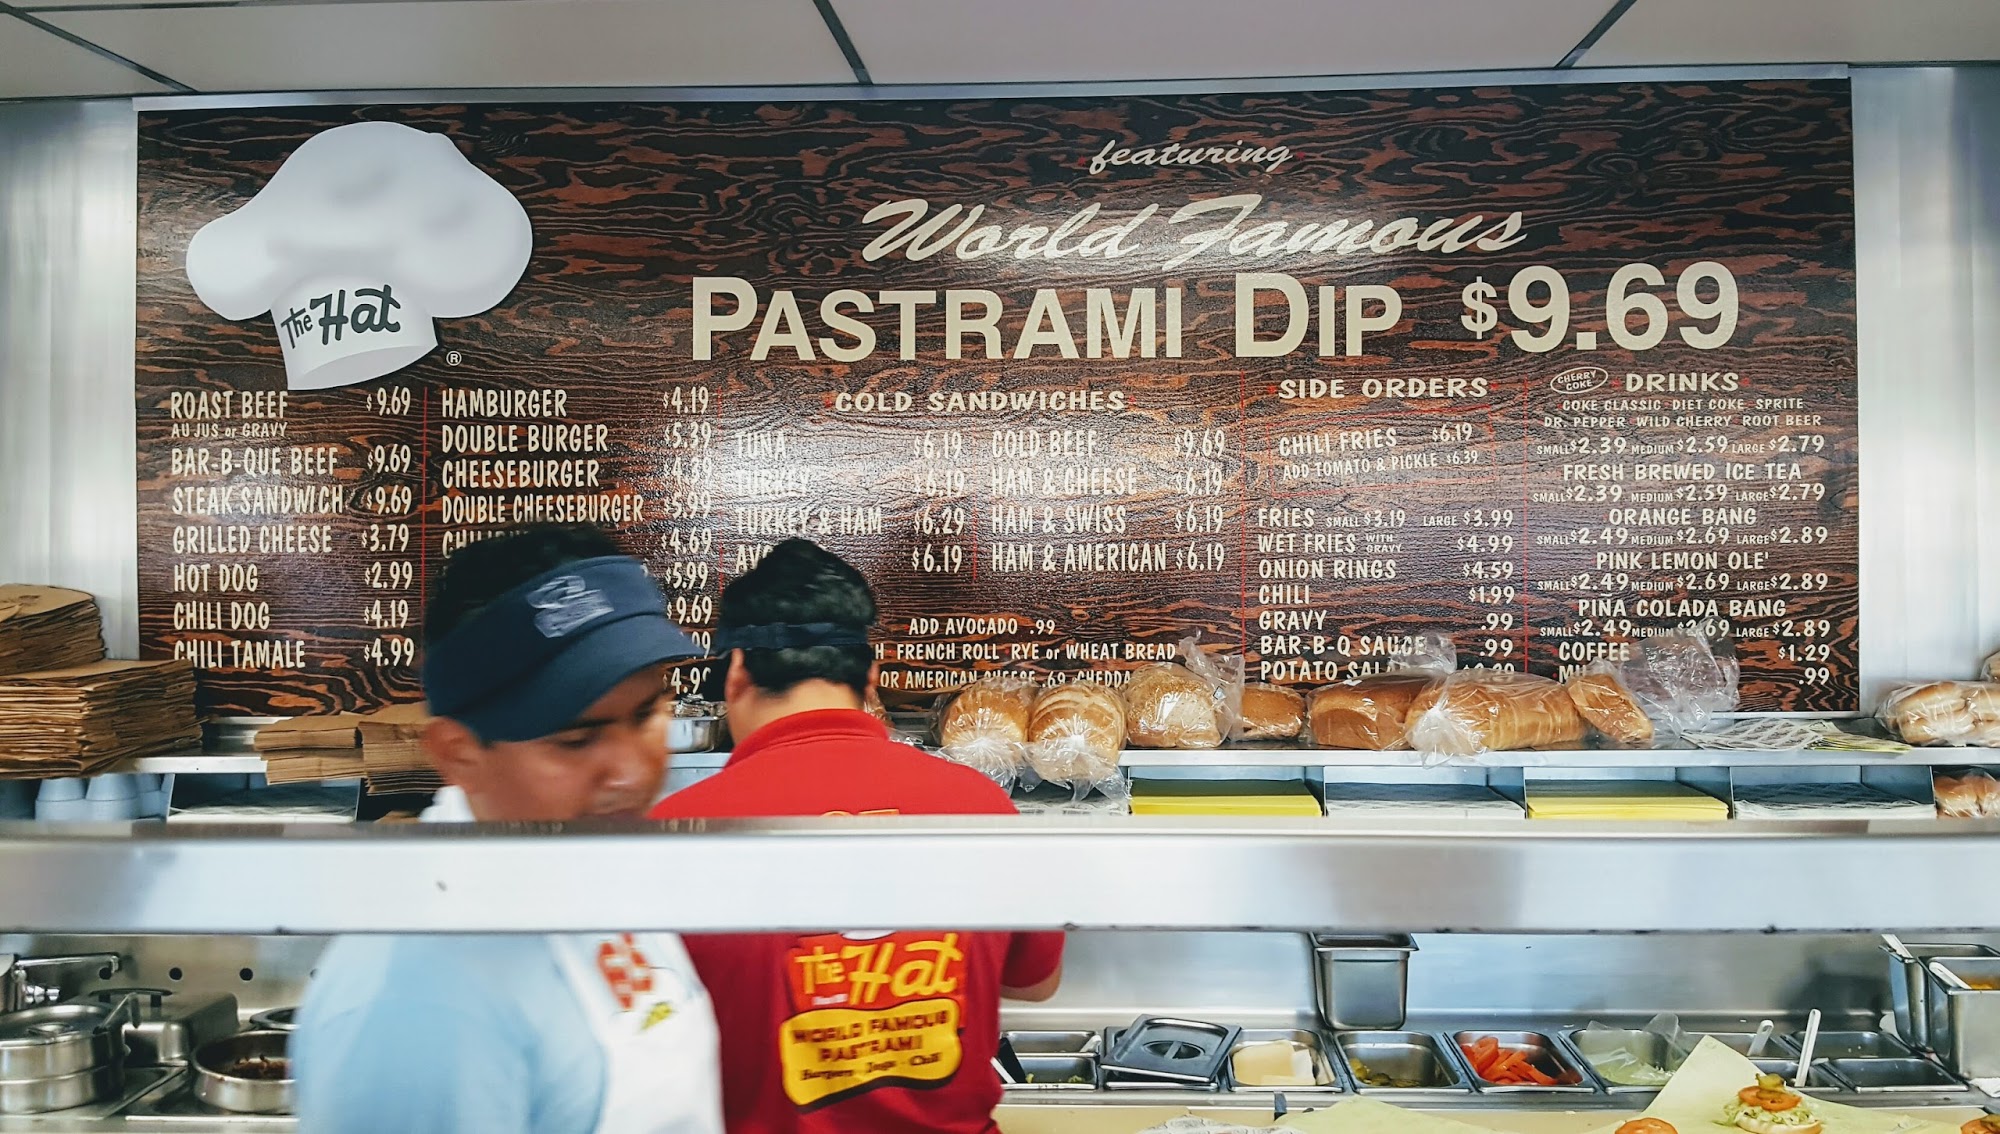 The Hat
®
featuring
World Famous
PASTRAMI DIP $9.69
ROAST BEEF $9.69
AU JUS or GRAVY
BAR-B-QUE BEEF $9.69
STEAK SANDWICH $9.69
GRILLED CHEESE $3.79
HOT DOG $2.99
CHILI DOG $4.19
CHILI TAMALE $4.99
HAMBURGER $4.19
DOUBLE BURGER $5.39
CHEESEBURGER $4.39
DOUBLE CHEESEBURGER $5.99
$4.69
$5.99
$9.69
COLD SANDWICHES
TUNA $6.19
TURKEY $6.19
TURKEY & HAM $6.29
$6.19
COLD BEEF $9.69
HAM & CHEESE $6.19
HAM & SWISS $6.19
HAM & AMERICAN $6.19
ADD AVOCADO .99
FRENCH ROLL RYE or WHEAT BREAD
OR AMERICAN CHEESE .69
SIDE ORDERS
CHILI FRIES $6.19
ADD TOMATO & PICKLE $6.39
FRIES SMALL $3.19 LARGE $3.99
WET FRIES WITH GRAVY $4.99
ONION RINGS $4.59
CHILI $1.99
GRAVY .99
BAR-B-Q SAUCE .99
POTATO
CHERRY COKE DRINKS
COKE CLASSIC DIET COKE SPRITE
DR. PEPPER WILD CHERRY ROOT BEER
SMALL $2.39 MEDIUM $2.59 LARGE $2.79
FRESH BREWED ICE TEA
SMALL $2.39 MEDIUM $2.59 LARGE $2.79
ORANGE BANG
SMALL $2.49 MEDIUM $2.69 LARGE $2.89
PINK LEMON OLE'
SMALL $2.49 MEDIUM $2.69 LARGE $2.89
PIÑA COLADA BANG
SMALL $2.49 MEDIUM $2.69 LARGE $2.89
COFFEE $1.29
.99
The Hat
WORLD FAMOUS
PASTRAMI
Burgers Dogs Chili